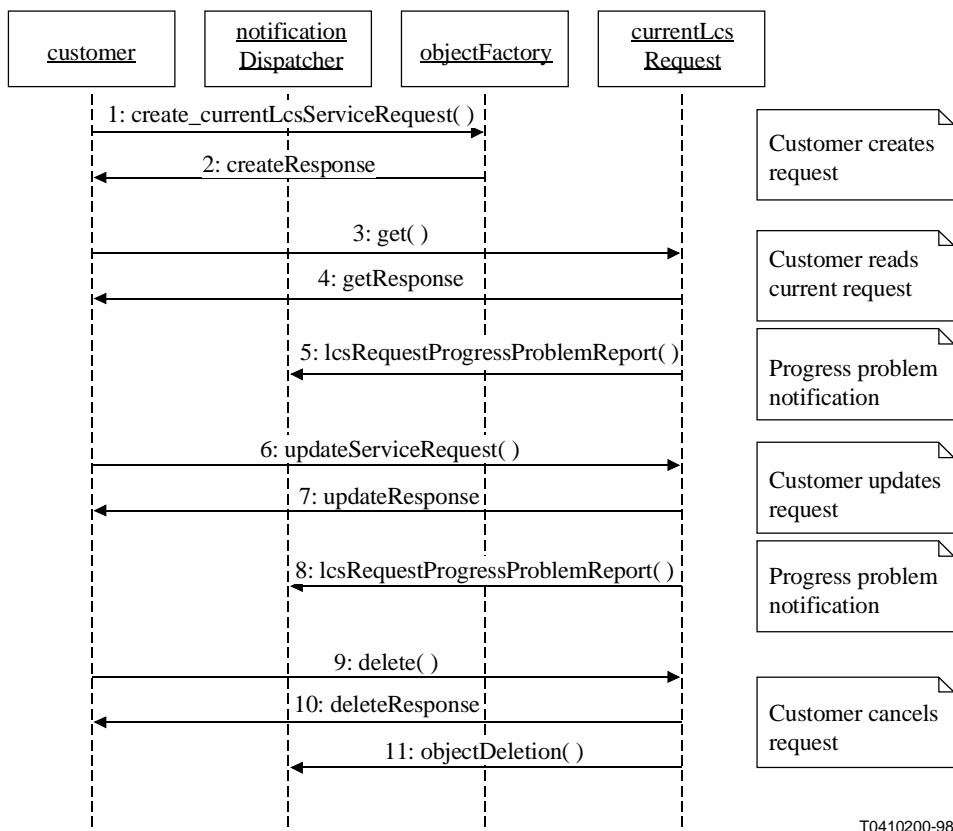 customer
notification
Dispatcher
objectFactory
currentLcs
Request
1: create_currentLcsServiceRequest( )
Customer creates
request
2: createResponse
3: get( )
Customer reads
current request
4: getResponse
5: lcsRequestProgressProblemReport( )
Progress problem
notification
6: updateServiceRequest( )
Customer updates
request
7: updateResponse
8: lcsRequestProgressProblemReport( )
Progress problem
notification
9: delete( )
10: deleteResponse
Customer cancels
request
11: objectDeletion( )
T0410200-98